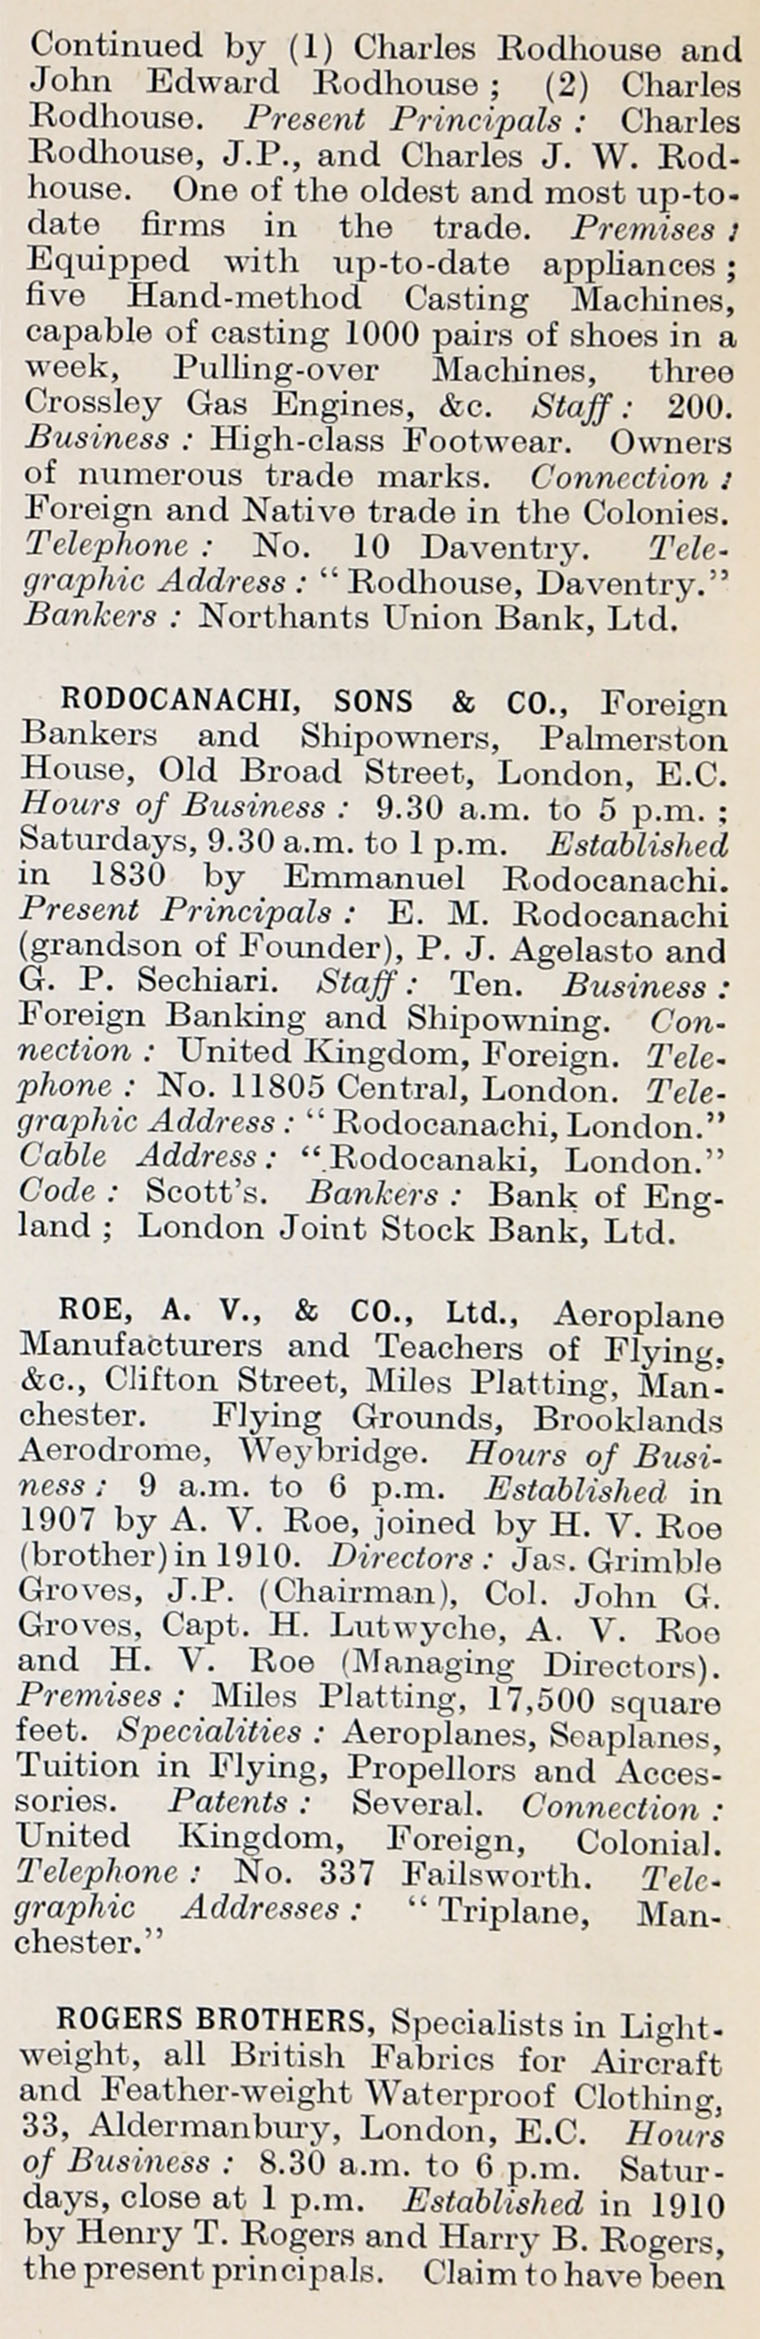 Continued by (1) Charles Rodhouse and
John Edward Rodhouse ; (2) Charles
Rodhouse. Present Principals : Charles
Rodhouse, J.P., and Charles J. W. Rod-
house. One of the oldest and most up-to-
date firms in the trade. Premises :
Equipped with up-to-date appliances ;
five Hand-method Casting Machines,
capable of casting 1000 pairs of shoes in a
week, Pulling-over Machines, three
Crossley Gas Engines, &c. Staff : 200.
Business : High-class Footwear. Owners
of numerous trade marks. Connection :
Foreign and Native trade in the Colonies.
Telephone : No. 10 Daventry. Tele-
graphic Address : “ Rodhouse, Daventry.”
Bankers : Northants Union Bank, Ltd.
RODOCANACHI, SONS & CO., Foreign
Bankers and Shipowners, Palmerston
House, Old Broad Street, London, E.C.
Hours of Business : 9.30 a.m. to 5 p.m. ;
Saturdays, 9.30 a.m. to 1 p.m. Established
in 1830 by Emmanuel Rodocanachi.
Present Principals : E. M. Rodocanachi
(grandson of Founder), P. J. Agelasto and
G. P. Sechiari. Staff : Ten. Business :
Foreign Banking and Shipowning. Con-
nection : United Kingdom, Foreign. Tele-
phone : No. 11805 Central, London. Tele-
graphic Address : “ Rodocanachi, London.”
Cable Address : “ Rodocanaki, London.”
Code : Scott's. Bankers : Bank of Eng-
land ; London Joint Stock Bank, Ltd.
ROE, A. V., & CO., Ltd., Aeroplane
Manufacturers and Teachers of Flying,
&c., Clifton Street, Miles Platting, Man-
chester. Flying Grounds, Brooklands
Aerodrome, Weybridge. Hours of Busi-
ness : 9 a.m. to 6 p.m. Established in
1907 by A. V. Roe, joined by H. V. Roe
(brother) in 1910. Directors : Jas. Grimble
Groves, J.P. (Chairman), Col. John G.
Groves, Capt. H. Lutwyche, A. V. Roe
and H. V. Roe (Managing Directors).
Premises : Miles Platting, 17,500 square
feet. Specialities : Aeroplanes, Seaplanes,
Tuition in Flying, Propellors and Acces-
sories. Patents : Several. Connection :
United Kingdom, Foreign, Colonial.
Telephone : No. 337 Failsworth. Tele-
graphic Addresses : “ Triplane, Man-
chester.”
ROGERS BROTHERS, Specialists in Light-
weight, all British Fabrics for Aircraft
and Feather-weight Waterproof Clothing,
33, Aldermanbury, London, E.C. Hours
of Business : 8.30 a.m. to 6 p.m. Satur-
days, close at 1 p.m. Established in 1910
by Henry T. Rogers and Harry B. Rogers,
the present principals. Claim to have been